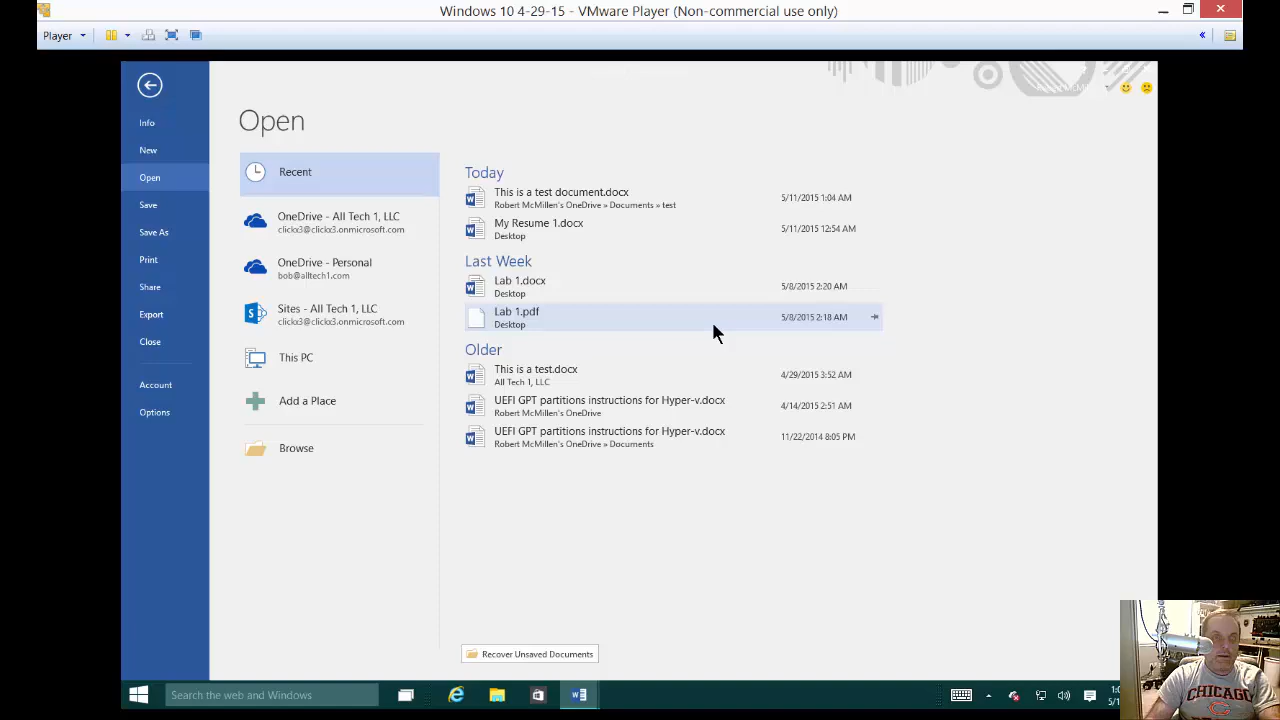 Windows 10 4-29-15 - VMware Player (Non-commercial use only)
Player
Open
Info
New
Open
Save
Save As
Print
Share
Export
Close
Account
Options
Recent
OneDrive - All Tech 1, LLC
clickx3@clickx3.onmicrosoft.com
OneDrive - Personal
bob@alltech1.com
Sites - All Tech 1, LLC
clickx3@clickx3.onmicrosoft.com
This PC
Add a Place
Browse
Today
This is a test document.docx 5/11/2015 1:04 AM
Robert McMillen's OneDrive » Documents » test
My Resume 1.docx 5/11/2015 12:54 AM
Desktop
Last Week
Lab 1.docx 5/8/2015 2:20 AM
Desktop
Lab 1.pdf 5/8/2015 2:18 AM
Desktop
Older
This is a test.docx 4/29/2015 3:52 AM
All Tech 1, LLC
UEFI GPT partitions instructions for Hyper-v.docx 4/14/2015 2:51 AM
Robert McMillen's OneDrive
UEFI GPT partitions instructions for Hyper-v.docx 11/22/2014 8:05 PM
Robert McMillen's OneDrive » Documents
Recover Unsaved Documents
Search the web and Windows
CHICAGO